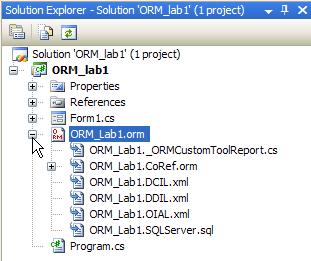 Solution Explorer - Solution 'ORM_lab1' (1 project)
Solution 'ORM_lab1' (1 project)
ORM_lab1
Properties
References
Form1.cs
ORM_Lab1.orm
ORM_Lab1._ORMCustomToolReport.cs
ORM_Lab1.CoRef.orm
ORM_Lab1.DCIL.xml
ORM_Lab1.DDIL.xml
ORM_Lab1.OIAL.xml
ORM_Lab1.SQLServer.sql
Program.cs